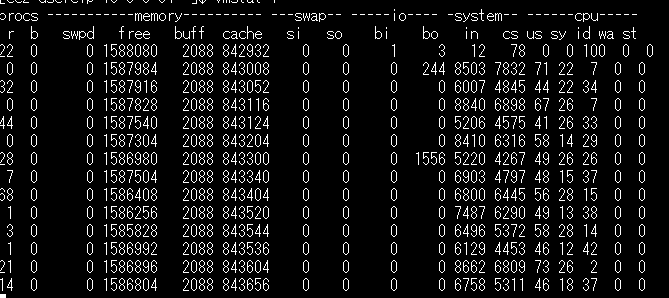 procs -----------memory---------- ---swap-- -----io---- --system-- -----cpu-----
r b swpd free buff cache si so bi bo in cs us sy id wa st
22 0 0 1588080 2088 842932 0 0 1 3 12 78 0 0 100 0 0
0 0 0 1587984 2088 843008 0 0 0 244 8503 7832 71 22 7 0 0
32 0 0 1587916 2088 843052 0 0 0 0 6007 4845 44 22 34 0 0
0 0 0 1587828 2088 843116 0 0 0 0 8840 6898 67 26 7 0 0
44 0 0 1587540 2088 843124 0 0 0 0 5206 4575 41 26 33 0 0
0 0 0 1587304 2088 843204 0 0 0 0 8410 6316 58 14 29 0 0
28 0 0 1586980 2088 843300 0 0 0 1556 5220 4267 49 26 26 0 0
7 0 0 1587504 2088 843340 0 0 0 0 6903 4797 48 15 37 0 0
68 0 0 1586408 2088 843404 0 0 0 0 6800 6445 56 28 15 0 0
1 0 0 1586256 2088 843520 0 0 0 0 7487 6290 49 13 38 0 0
3 0 0 1585828 2088 843544 0 0 0 0 6496 5372 58 28 14 0 0
1 0 0 1586992 2088 843536 0 0 0 0 6129 4453 46 12 42 0 0
21 0 0 1586896 2088 843604 0 0 0 0 8662 6809 73 26 2 0 0
14 0 0 1586804 2088 843656 0 0 0 0 6758 5311 46 18 37 0 0